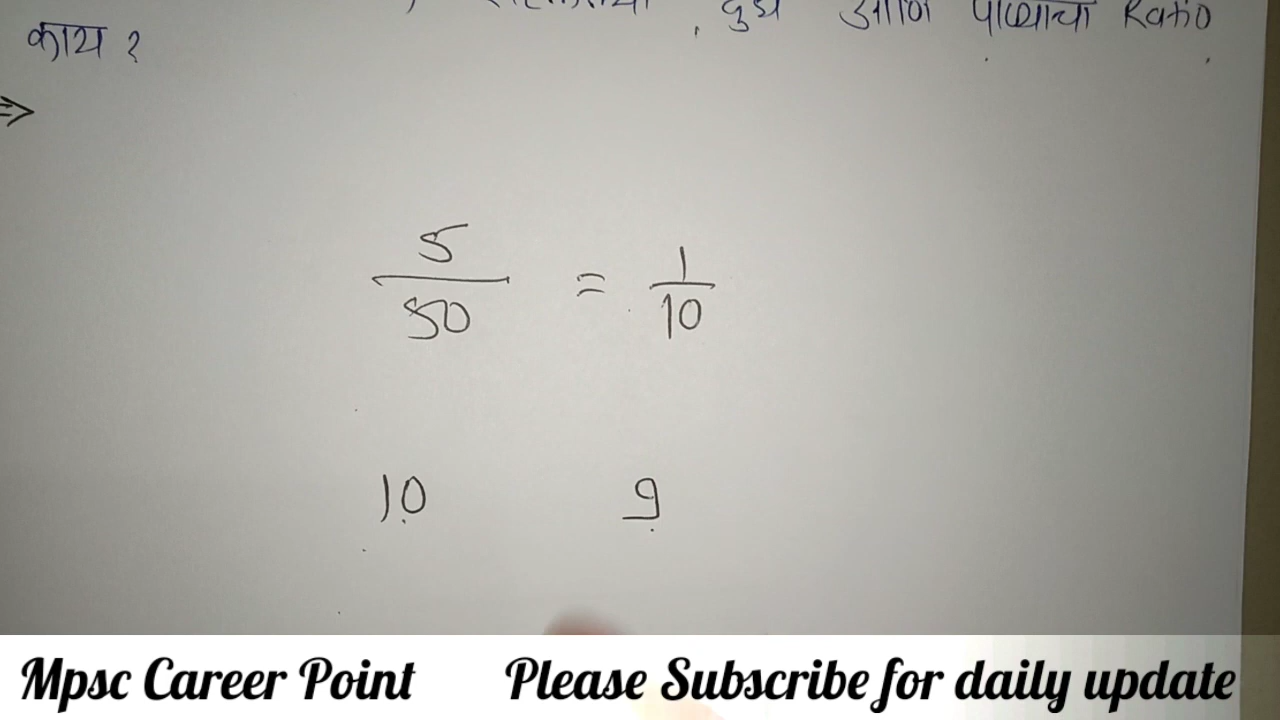 दुध आणि पाण्याचा Ratio
काय ?
⇒
5/50 = 1/10
10 9
Mpsc Career Point Please Subscribe for daily update